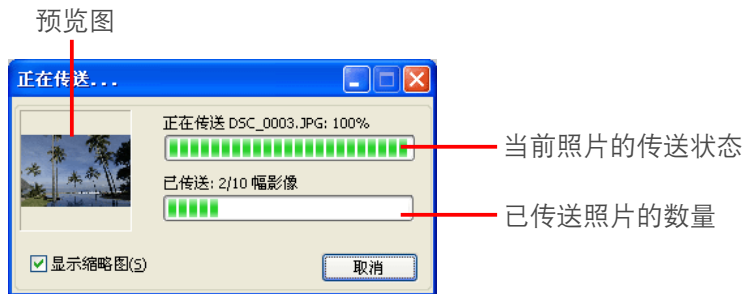 预览图
正在传送...
正在传送 DSC_0003.JPG: 100%
当前照片的传送状态
已传送: 2/10 幅影像
已传送照片的数量
显示缩略图(S)
取消